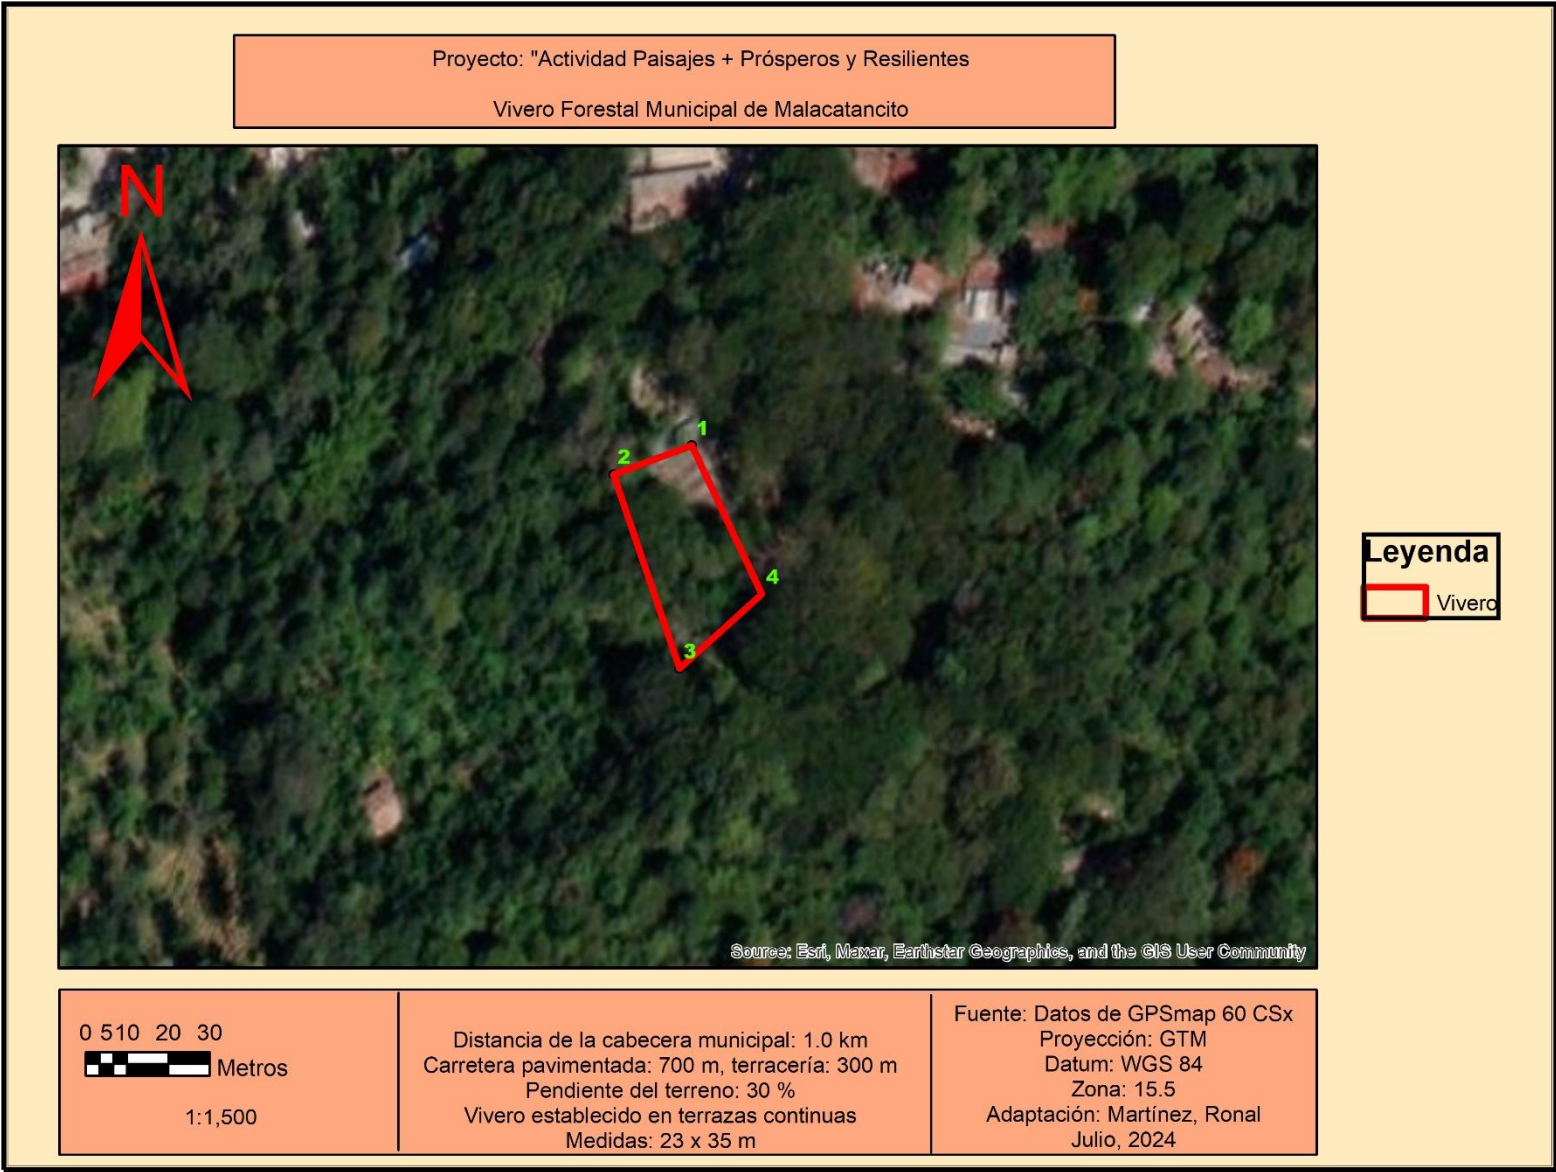 Proyecto: "Actividad Paisajes + Prósperos y Resilientes
Vivero Forestal Municipal de Malacatancito
N
1
2
4
3
Source: Esri, Maxar, Earthstar Geographics, and the GIS User Community
Leyenda
Vivero
0 510 20 30
Metros
1:1,500
Distancia de la cabecera municipal: 1.0 km
Carretera pavimentada: 700 m, terracería: 300 m
Pendiente del terreno: 30 %
Vivero establecido en terrazas continuas
Medidas: 23 x 35 m
Fuente: Datos de GPSmap 60 CSx
Proyección: GTM
Datum: WGS 84
Zona: 15.5
Adaptación: Martínez, Ronal
Julio, 2024